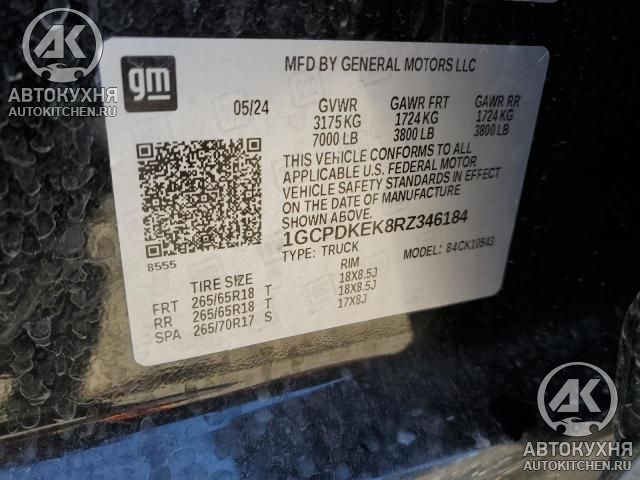 AK
АВТОКУХНЯ
AUTOKITCHEN.RU
gm
MFD BY GENERAL MOTORS LLC
05/24 GVWR GAWR FRT GAWR RR
3175 KG 1724 KG 1724 KG
7000 LB 3800 LB 3800 LB
THIS VEHICLE CONFORMS TO ALL
APPLICABLE U.S. FEDERAL MOTOR
VEHICLE SAFETY STANDARDS IN EFFECT
ON THE DATE OF MANUFACTURE
SHOWN ABOVE.
1GCPDKEK8RZ346184
TYPE: TRUCK MODEL: 84CK10543
8555
TIRE SIZE RIM
FRT 265/65R18 T 18X8.5J
RR 265/65R18 T 18X8.5J
SPA 265/70R17 S 17X8J
AK
АВТОКУХНЯ
AUTOKITCHEN.RU